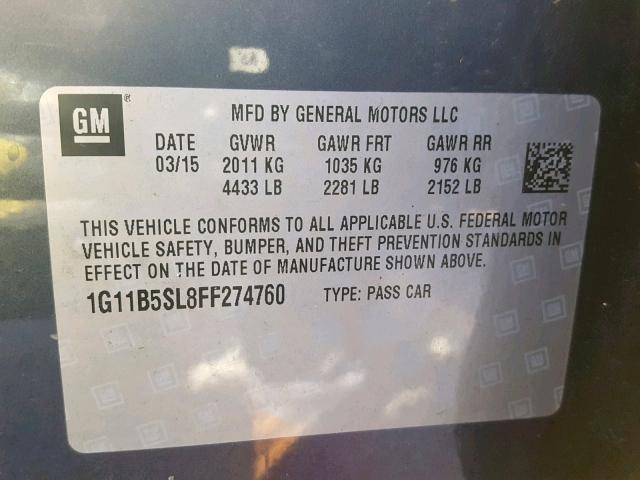 GM ® MFD BY GENERAL MOTORS LLC
DATE GVWR GAWR FRT GAWR RR
03/15 2011 KG 1035 KG 976 KG
4433 LB 2281 LB 2152 LB
THIS VEHICLE CONFORMS TO ALL APPLICABLE U.S. FEDERAL MOTOR
VEHICLE SAFETY, BUMPER, AND THEFT PREVENTION STANDARDS IN
EFFECT ON THE DATE OF MANUFACTURE SHOWN ABOVE.
1G11B5SL8FF274760 TYPE: PASS CAR